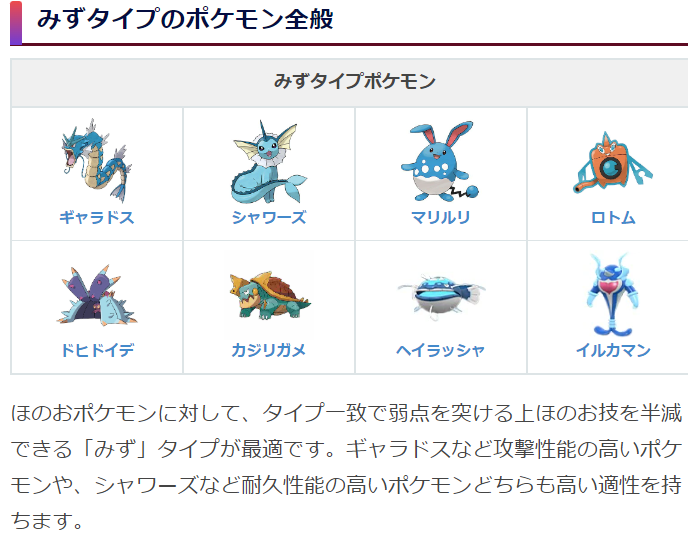 みずタイプのポケモン全般
みずタイプポケモン
ギャラドス シャワーズ マリルリ ロトム
ドヒドイデ カジリガメ ヘイラッシャ イルカマン
ほのおポケモンに対して、タイプ一致で弱点を突ける上ほのお技を半減
できる「みず」タイプが最適です。ギャラドスなど攻撃性能の高いポケ
モンや、シャワーズなど耐久性能の高いポケモンどちらも高い適性を持
ちます。